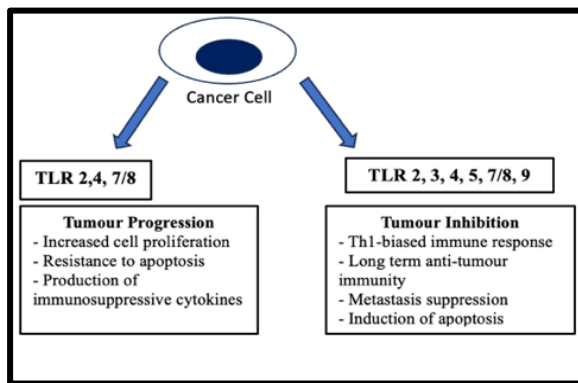 Cancer Cell
TLR 2,4, 7/8
Tumour Progression
- Increased cell proliferation
- Resistance to apoptosis
- Production of
immunosuppressive cytokines
TLR 2, 3, 4, 5, 7/8, 9
Tumour Inhibition
- Th1-biased immune response
- Long term anti-tumour
immunity
- Metastasis suppression
- Induction of apoptosis